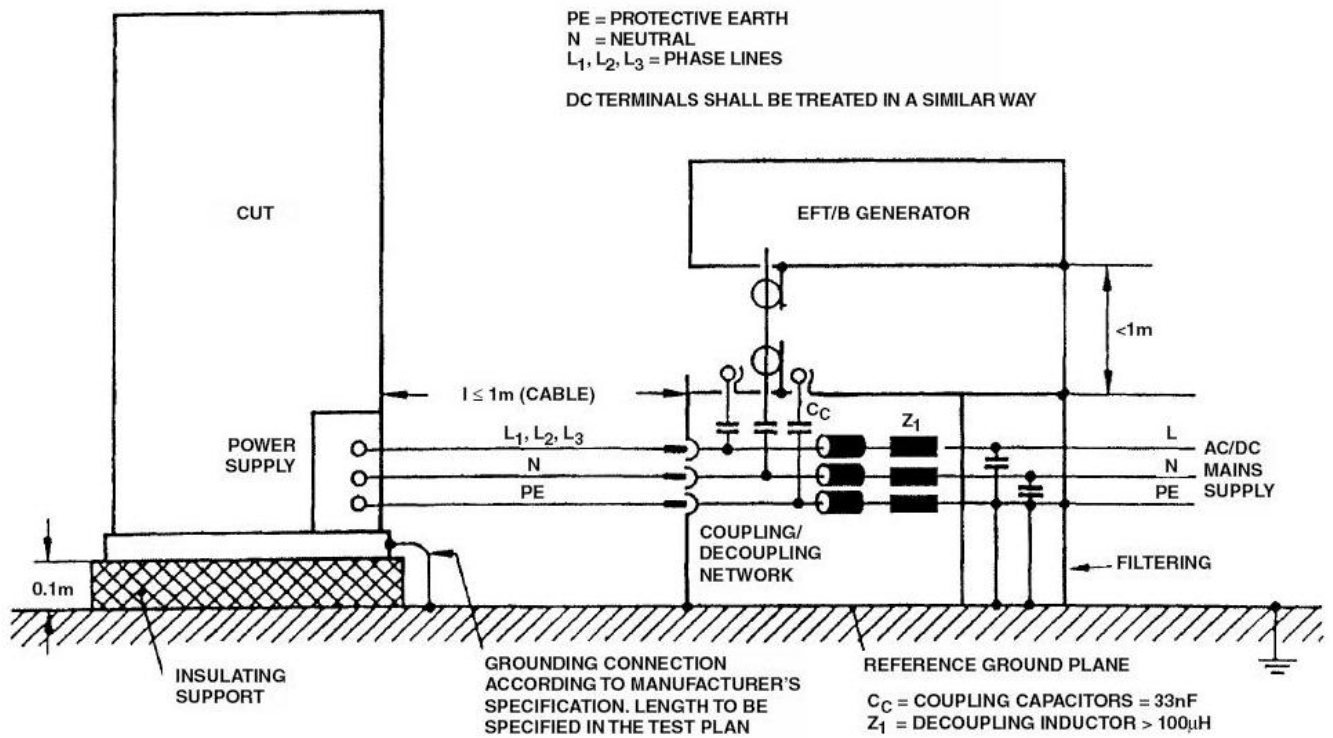 PE = PROTECTIVE EARTH
N = NEUTRAL
L1, L2, L3 = PHASE LINES
DC TERMINALS SHALL BE TREATED IN A SIMILAR WAY
CUT
EFT/B GENERATOR
<1m
l ≤ 1m (CABLE)
CC
Z1
POWER
SUPPLY
L1, L2, L3
N
PE
L
N
PE
AC/DC
MAINS
SUPPLY
COUPLING/
DECOUPLING
NETWORK
FILTERING
0.1m
INSULATING
SUPPORT
GROUNDING CONNECTION
ACCORDING TO MANUFACTURER'S
SPECIFICATION. LENGTH TO BE
SPECIFIED IN THE TEST PLAN
REFERENCE GROUND PLANE
CC = COUPLING CAPACITORS = 33nF
Z1 = DECOUPLING INDUCTOR > 100μH